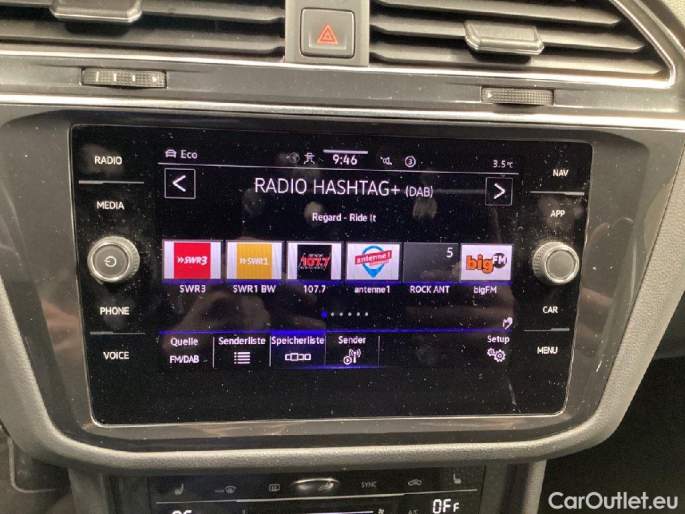 Eco 9:46 3 3.5°C
RADIO
NAV
RADIO HASHTAG+ (DAB)
MEDIA
APP
Regard - Ride It
SWR3 SWR1 107.7 antenne1 5 bigFM
SWR3 SWR1 BW 107.7 antenne1 ROCK ANT bigFM
PHONE
CAR
Quelle Senderliste Speicherliste Sender Setup
FM/DAB
VOICE
MENU
SYNC
A/C OFF
CarOutlet.eu